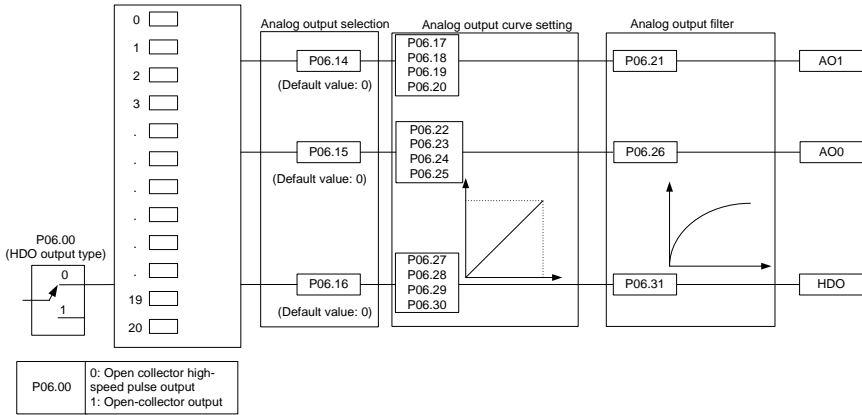 Analog output selection
Analog output curve setting
Analog output filter
0
1
2
3
.
.
.
.
.
.
19
20
P06.14
(Default value: 0)
P06.17
P06.18
P06.19
P06.20
P06.21
AO1
P06.15
(Default value: 0)
P06.22
P06.23
P06.24
P06.25
P06.26
AO0
P06.00
(HDO output type)
0
1
P06.16
(Default value: 0)
P06.27
P06.28
P06.29
P06.30
P06.31
HDO
P06.00
0: Open collector high-
speed pulse output
1: Open-collector output